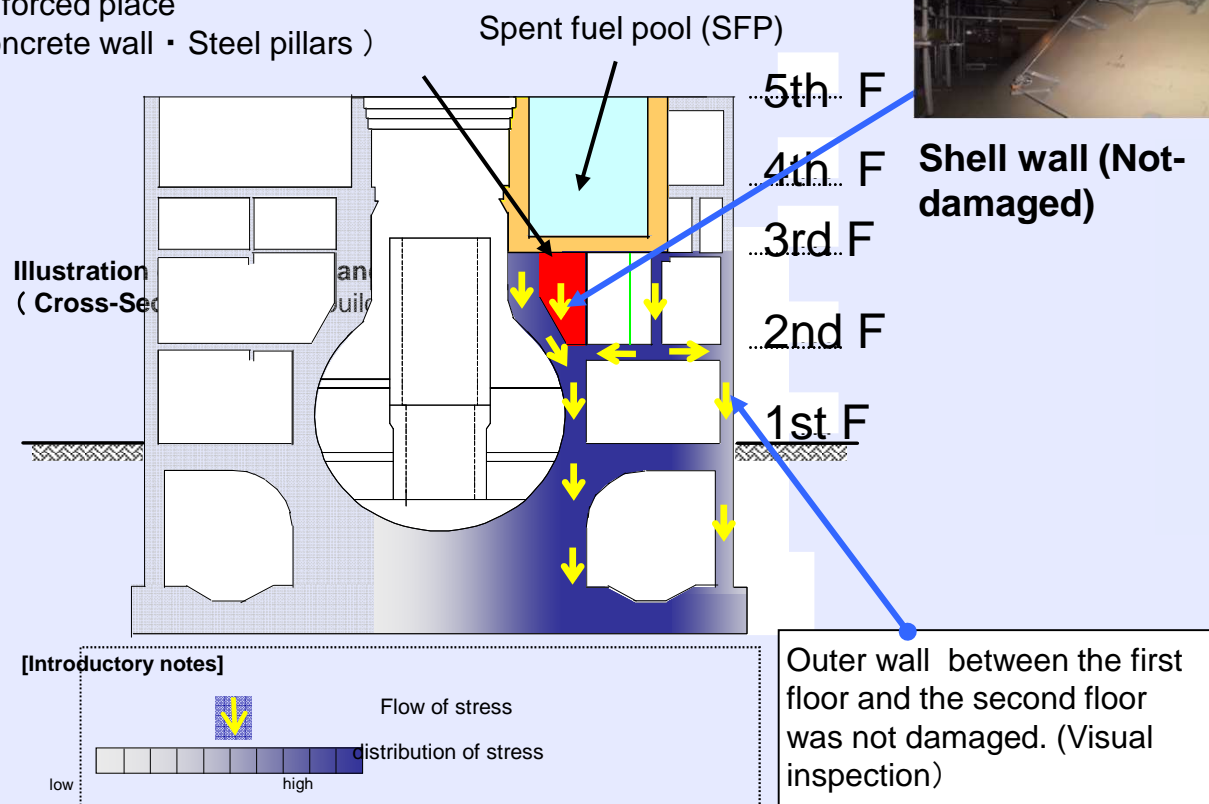 forced place
oncrete wall・Steel pillars ）
Spent fuel pool (SFP)
5th F
4th F
3rd F
2nd F
1st F
Shell wall (Not-
damaged)
Illustration
( Cross-Sec
[Introductory notes]
Flow of stress
distribution of stress
low
high
Outer wall between the first
floor and the second floor
was not damaged. (Visual
inspection）